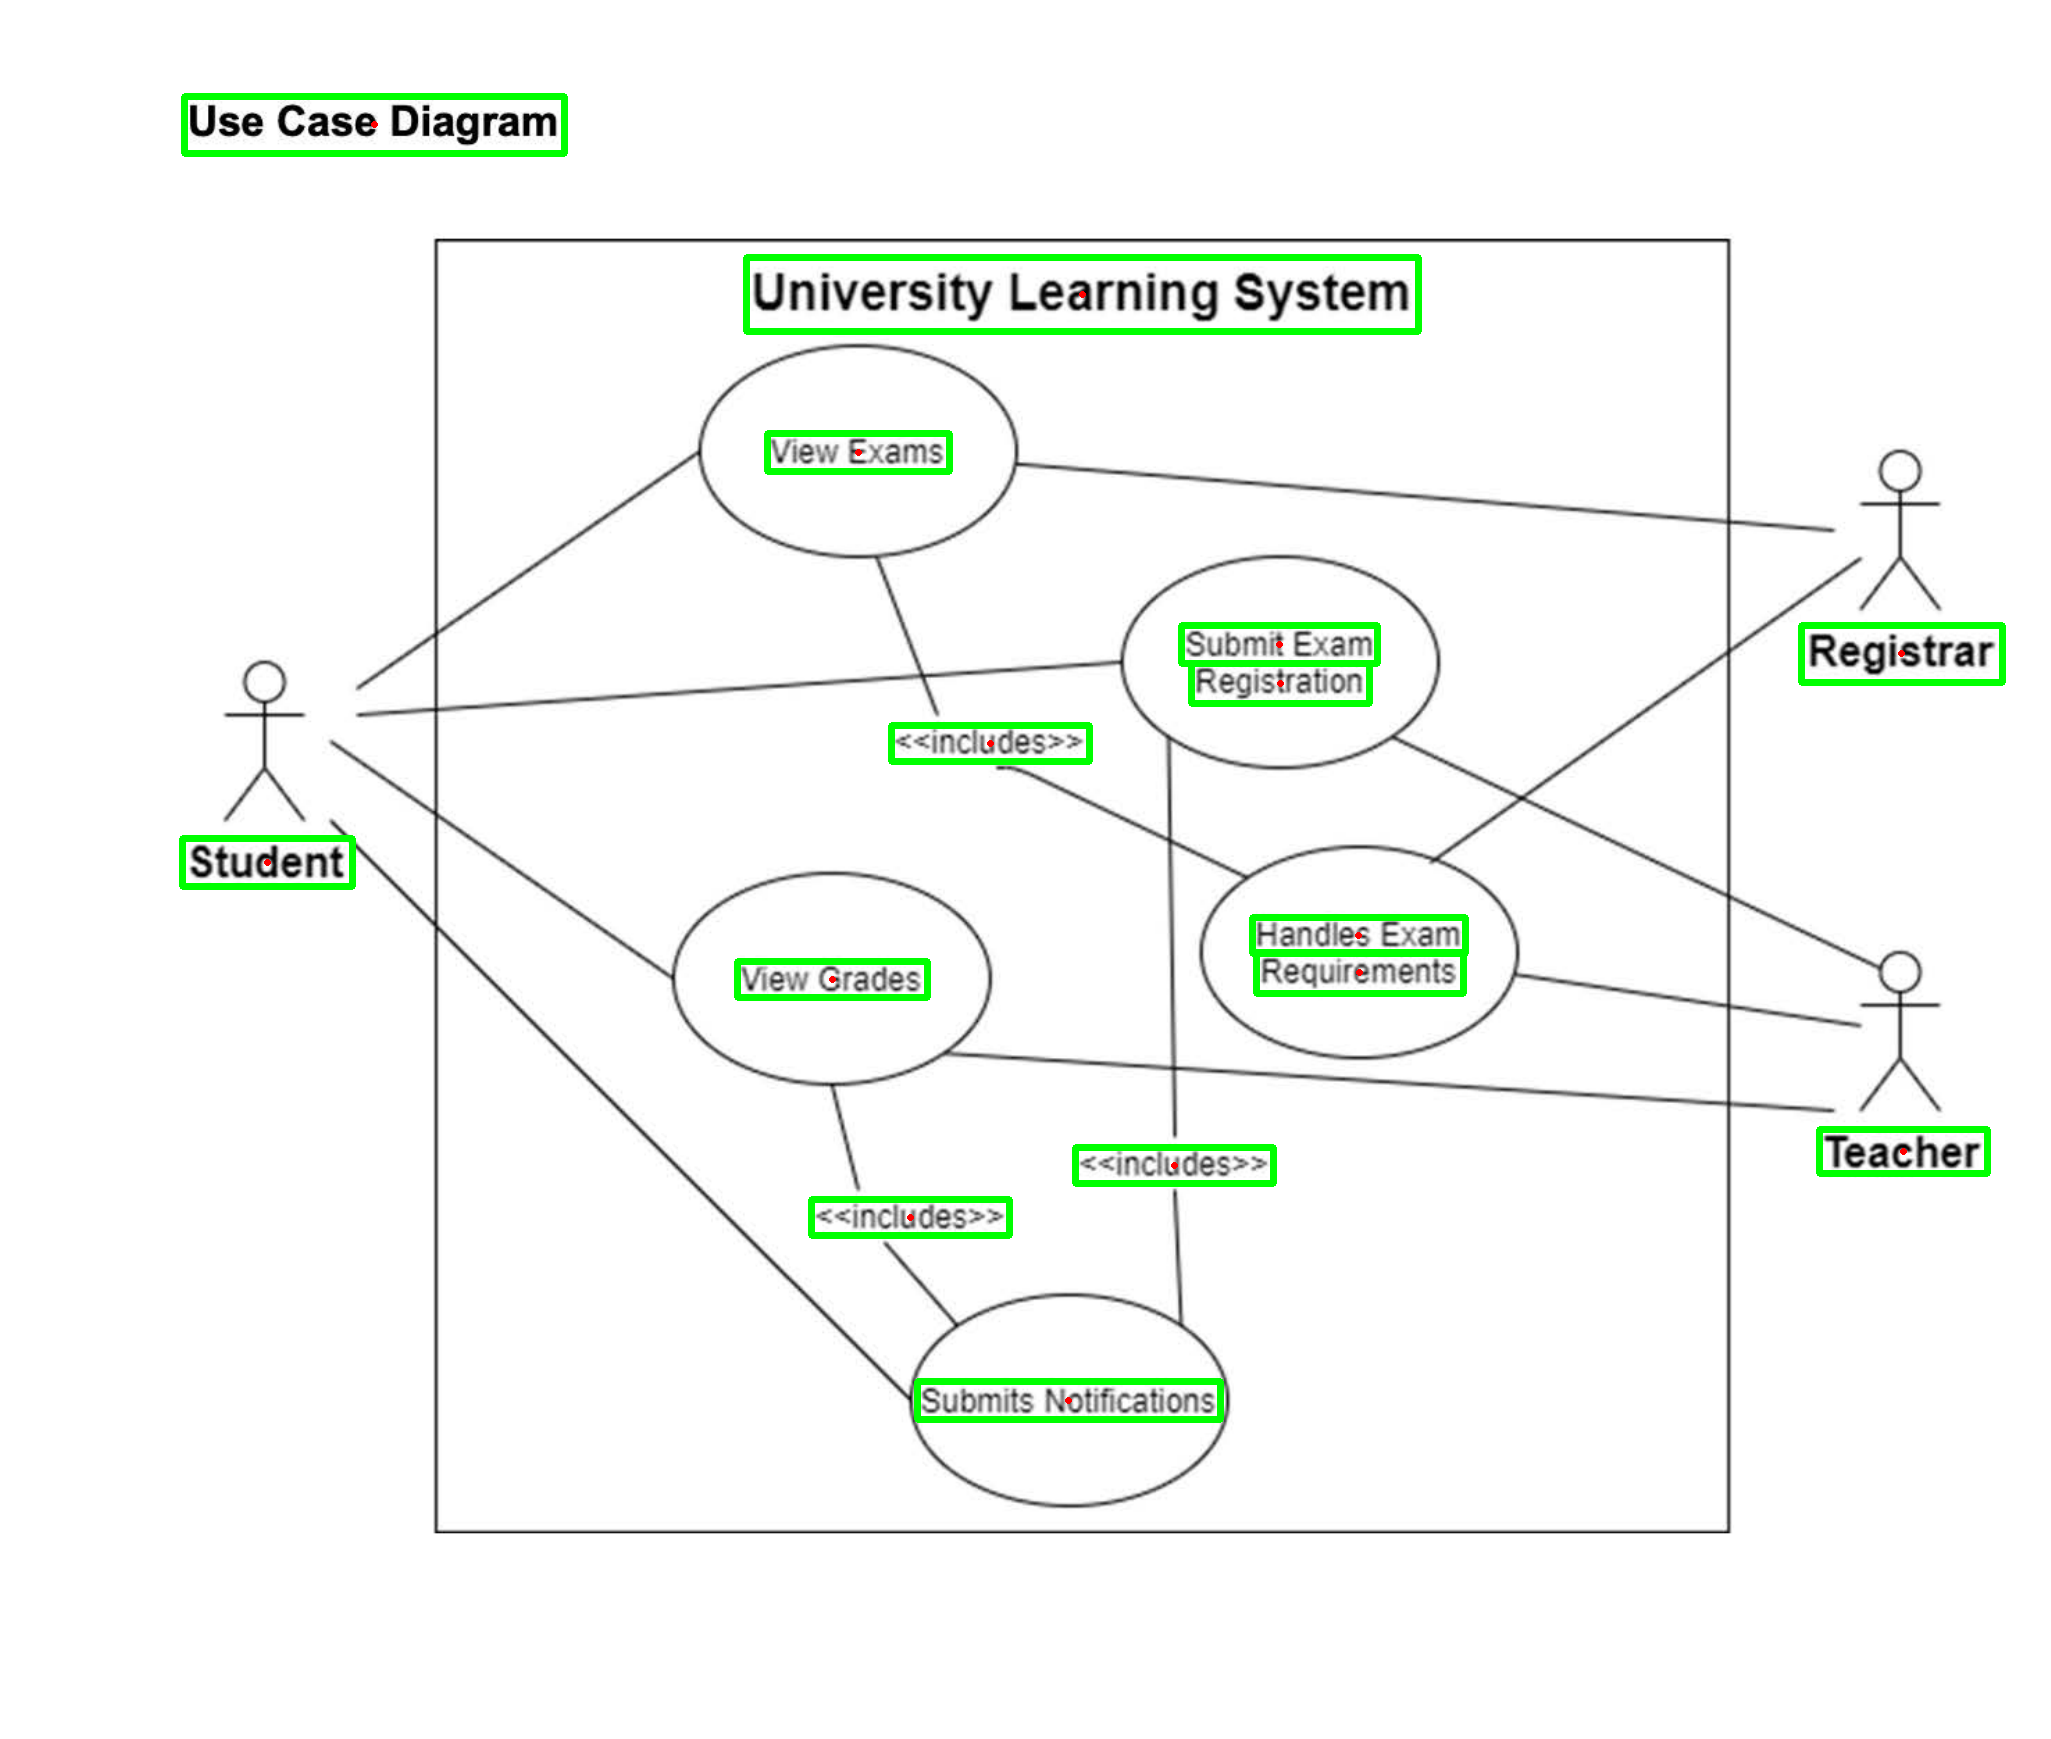 Use Case Diagram
University Learning System
View Exams
Submit Exam
Registration
Registrar
<<includes>>
Student
Handles Exam
Requirements
View Grades
Teacher
<<includes>>
<<includes>>
Submits Notifications